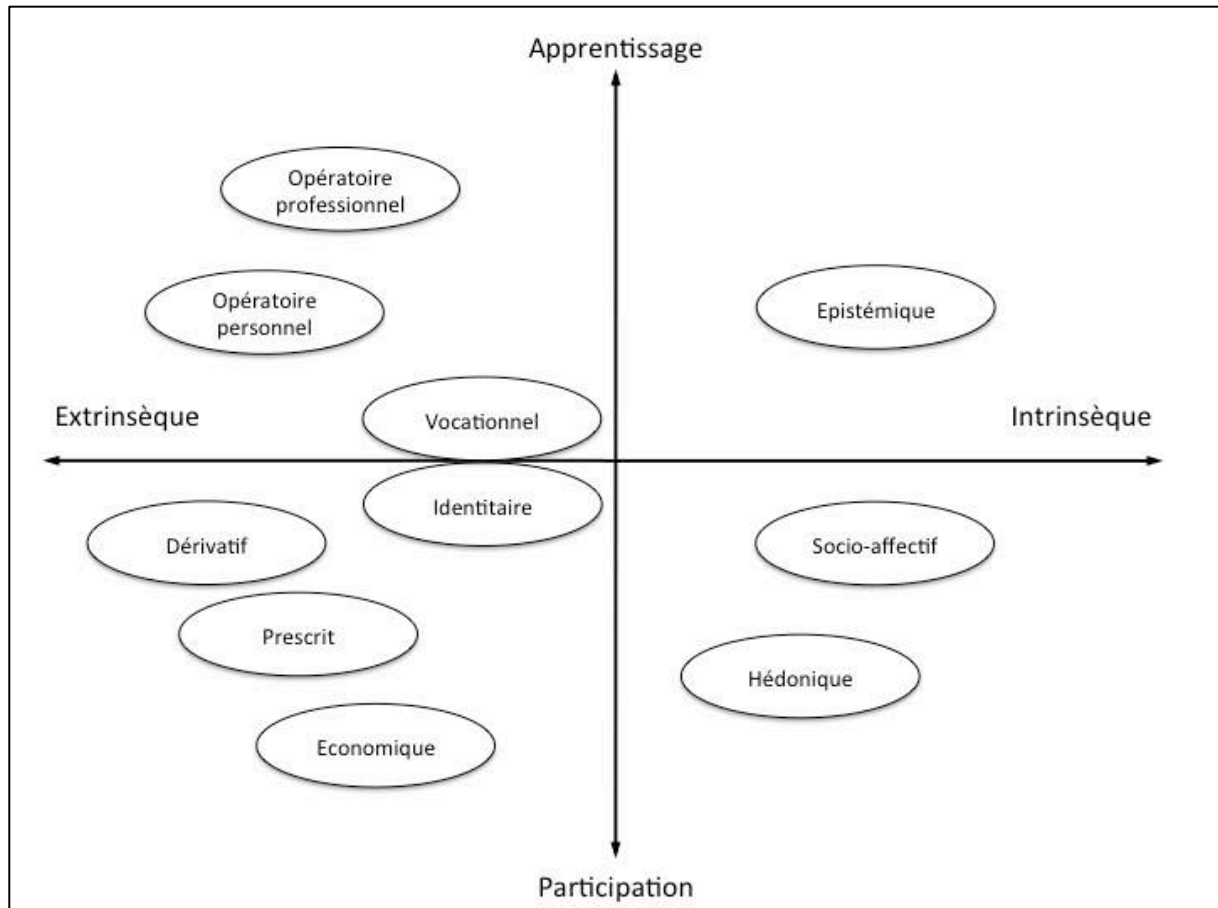 Apprentissage
Opératoire
professionnel
Opératoire
personnel
Epistémique
Extrinsèque
Vocationnel
Intrinsèque
Identitaire
Dérivatif
Socio-affectif
Prescrit
Hédonique
Economique
Participation